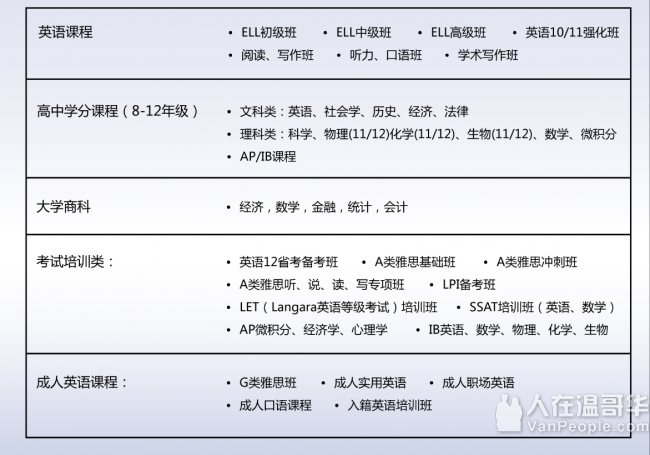 英语课程
• ELL初级班 • ELL中级班 • ELL高级班 • 英语10/11强化班
• 阅读、写作班 • 听力、口语班 • 学术写作班
高中学分课程（8-12年级）
• 文科类：英语、社会学、历史、经济、法律
• 理科类：科学、物理(11/12)化学(11/12)、生物(11/12)、数学、微积分
• AP/IB课程
大学商科
• 经济，数学，金融，统计，会计
考试培训类：
• 英语12省考备考班 • A类雅思基础班 • A类雅思冲刺班
• A类雅思听、说、读、写专项班 • LPI备考班
• LET（Langara英语等级考试）培训班 • SSAT培训班（英语、数学）
• AP微积分、经济学、心理学 • IB英语、数学、物理、化学、生物
成人英语课程：
• G类雅思班 • 成人实用英语 • 成人职场英语
• 成人口语课程 • 入籍英语培训班
人在温哥华
VanPeople.com